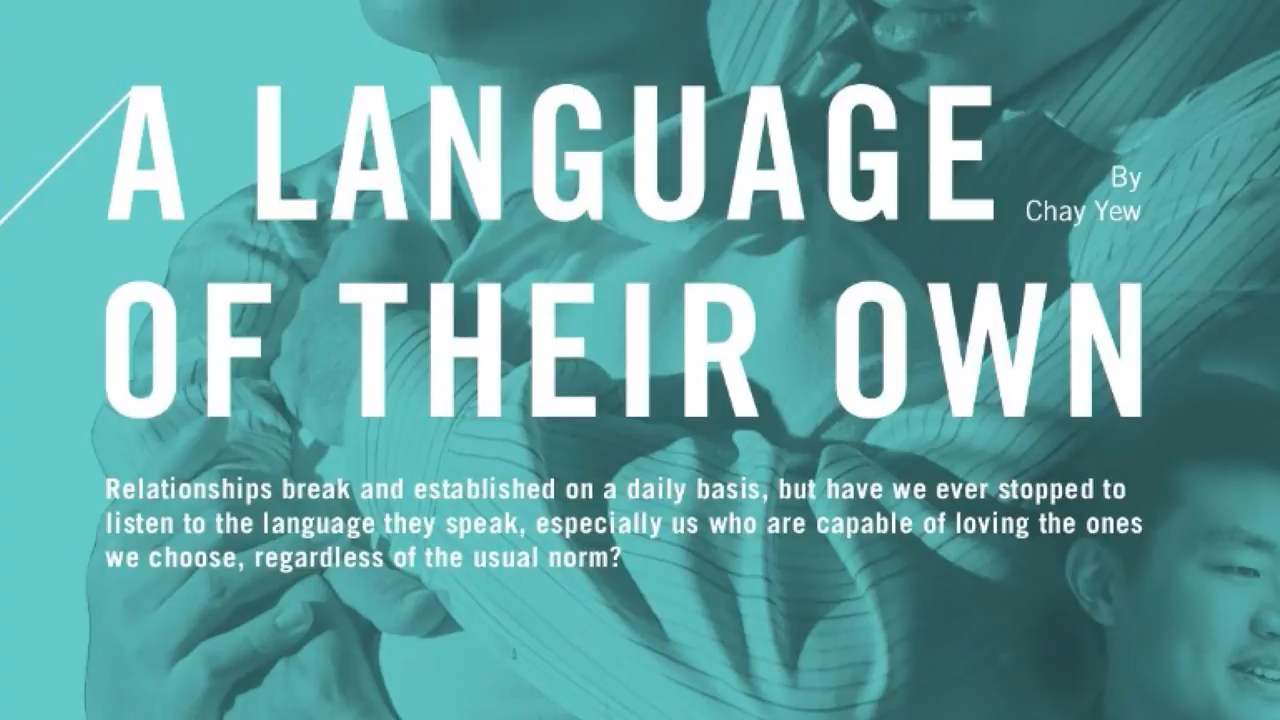 A LANGUAGE
By
Chay Yew
OF THEIR OWN
Relationships break and established on a daily basis, but have we ever stopped to
listen to the language they speak, especially us who are capable of loving the ones
we choose, regardless of the usual norm?